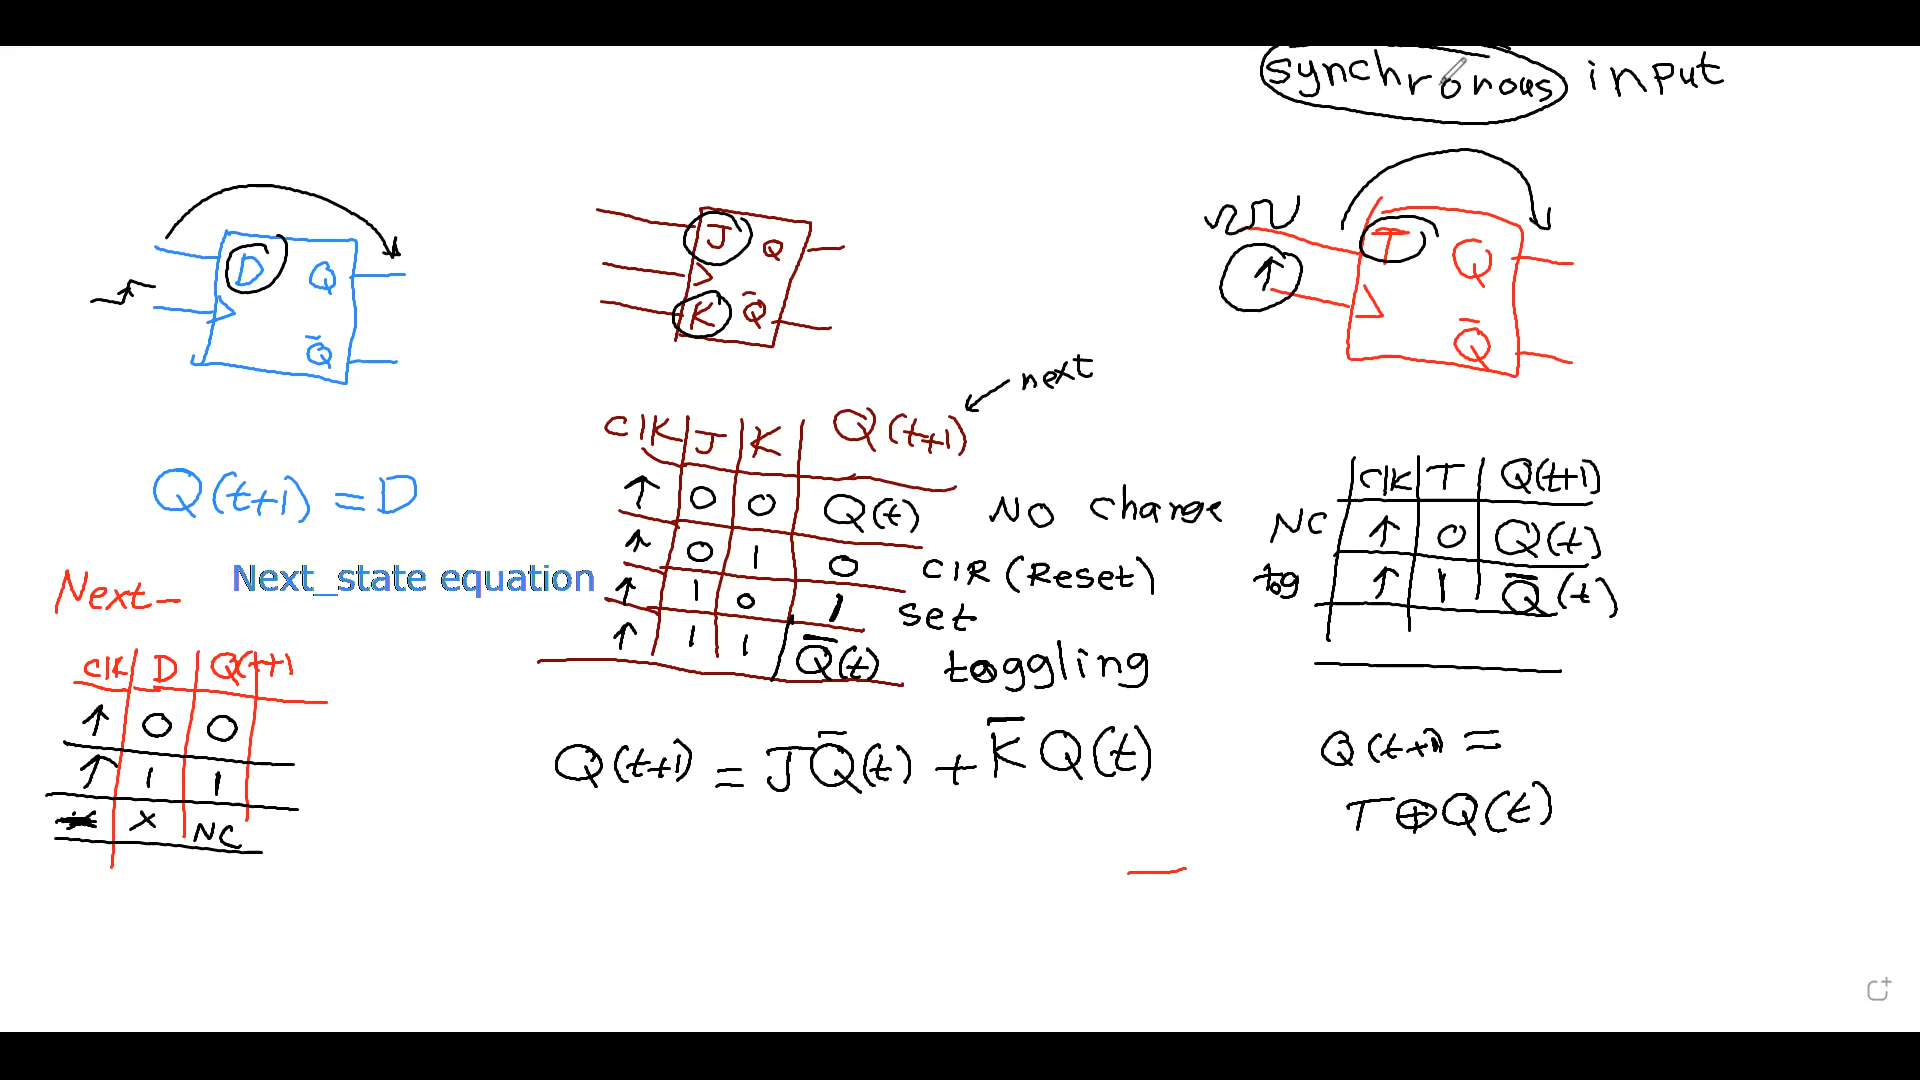 synchronous input
D Q
Q̄
J Q
K Q̄
T Q
Q̄
next
Q(t+1) = D
Next_state equation
Next_
Clk D Q(t+1)
↑ 0 0
↑ 1 1
X NC
ClK J K Q(t+1)
↑ 0 0 Q(t) NO change
↑ 0 1 0 ClR (Reset)
↑ 1 0 1 set
↑ 1 1 Q̄(t) toggling
Q(t+1) = JQ̄(t) + K̄Q(t)
ClK T Q(t+1)
NC ↑ 0 Q(t)
tog ↑ 1 Q̄(t)
Q(t+1) =
T⊕Q(t)